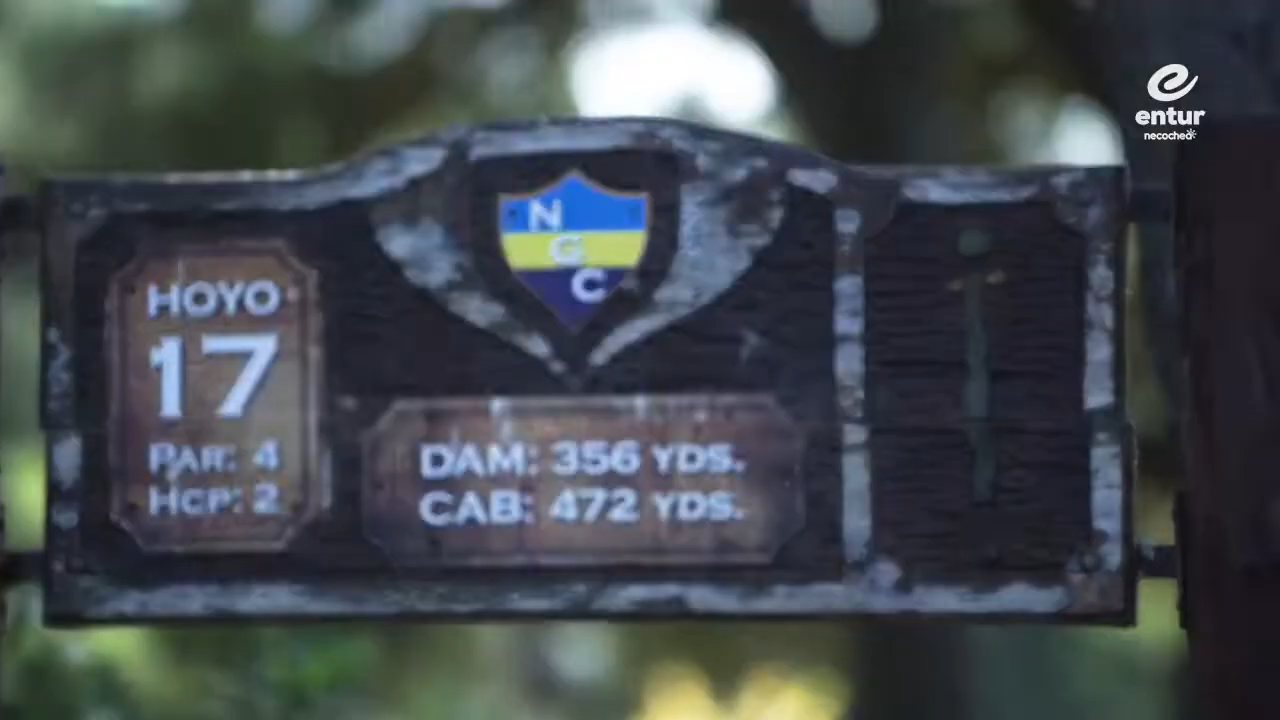 entur
necochea
N
G
C
HOYO
17
PAR: 4
HCP: 2
DAM: 356 YDS.
CAB: 472 YDS.